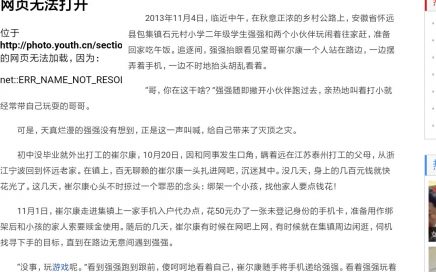 网页无法打开
位于
http://photo.youth.cn/sectio
的网页无法加载，因为：
net::ERR_NAME_NOT_RESOL
2013年11月4日，临近中午，在秋意正浓的乡村公路上，安徽省怀远
县包集镇石元村小学二年级学生强强和两个小伙伴玩闹着往家赶，准备
回家吃午饭，追逐间，强强抬眼看见堂哥崔尔康一个人站在路边，一边摆
弄着手机，一边不时地抬头胡乱看着。
“哥，你在这干啥？”强强随即撇开小伙伴跑过去，亲热地叫着打小就
经常带自己玩耍的哥哥。
可是，天真烂漫的强强没有想到，正是这一声叫喊，给自己带来了灭顶之灾。
初中没毕业就外出打工的崔尔康，10月20日，因和同事发生口角，瞒着远在江苏泰州打工的父母，从浙
江宁波回到怀远老家。在镇上，百无聊赖的崔尔康一头扎进网吧，沉迷其中。没几天，身上的几百元钱就快
花光了，这几天，崔尔康心头不时掠过一个罪恶的念头：绑架一个小孩，找他家人要点钱花！
11月1日，崔尔康走进集镇上一家手机入户代办点，花50元办了一张未登记身份的手机卡，准备用作绑
架后和小孩的家人索要赎金使用。随后的几天，崔尔康有时候在网吧上网，有时候就在集镇周边闲逛，伺机
找寻下手的目标，直到在路边无意间遇到强强。
“没事，玩游戏呢。”看到强强跑到跟前，傻呵呵地看着自己，崔尔康随手将手机递给强强。看着强强玩着